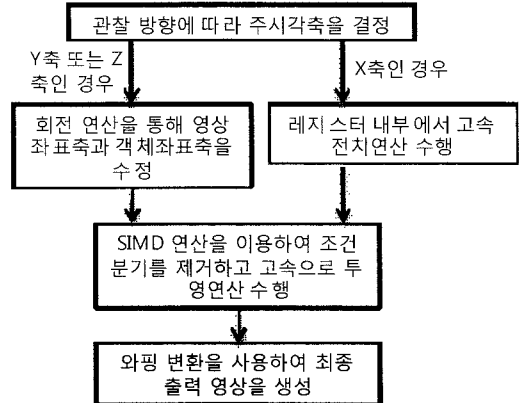 관찰 방향에 따라 주시각축을 결정
Y축 또는 Z
축인 경우
X축인 경우
회전 연산을 통해 영상
좌표축과 객체좌표축을
수정
레지스터 내부에서 고속
전치연산 수행
SIMD 연산을 이용하여 조건
분기를 제거하고 고속으로 투
영연산 수행
와핑 변환을 사용하여 최종
출력 영상을 생성